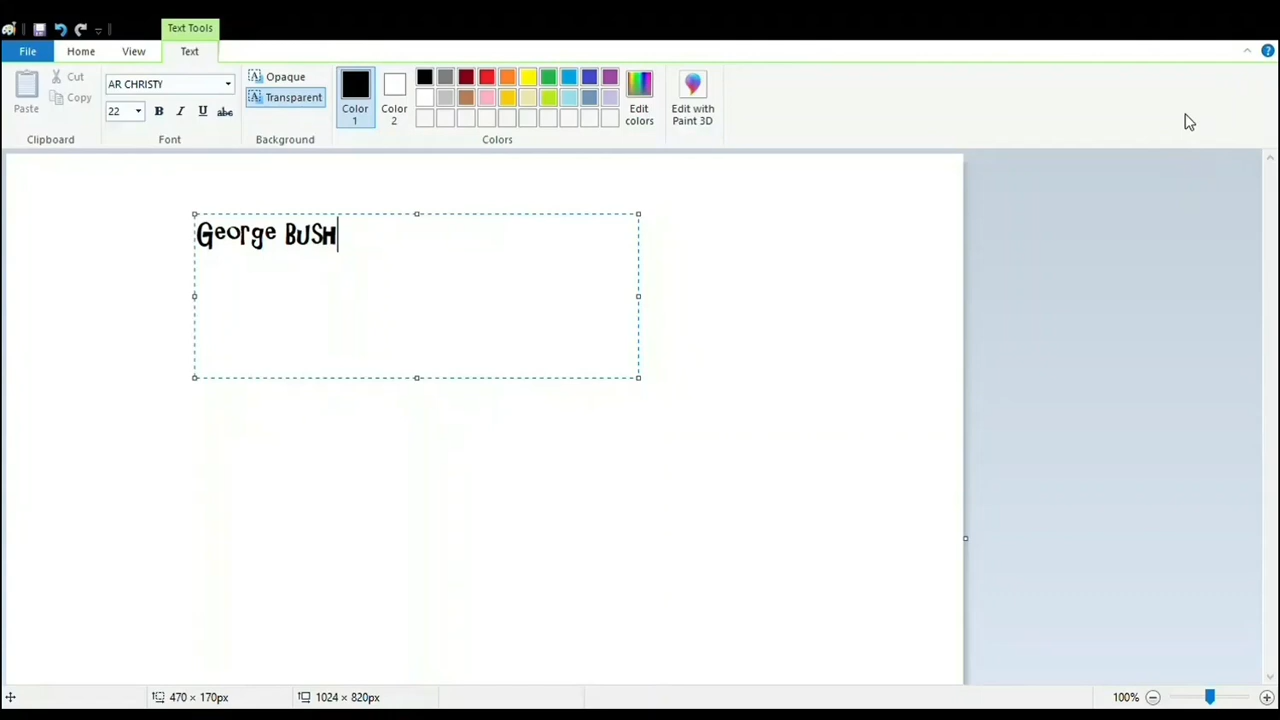 Text Tools
File Home View Text
Paste
Cut
Copy
Clipboard
AR CHRISTY
22 B I U abc
Font
Opaque
Transparent
Background
Color 1
Color 2
Edit colors
Colors
Edit with Paint 3D
George BUSH
470 × 170px 1024 × 820px 100%